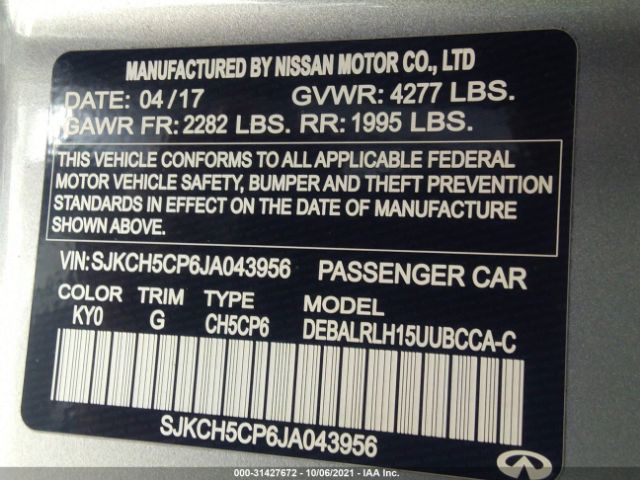 MANUFACTURED BY NISSAN MOTOR CO., LTD
DATE: 04/17 GVWR: 4277 LBS.
GAWR FR: 2282 LBS. RR: 1995 LBS.
THIS VEHICLE CONFORMS TO ALL APPLICABLE FEDERAL
MOTOR VEHICLE SAFETY, BUMPER AND THEFT PREVENTION
STANDARDS IN EFFECT ON THE DATE OF MANUFACTURE
SHOWN ABOVE.
VIN: SJKCH5CP6JA043956 PASSENGER CAR
COLOR TRIM TYPE MODEL
KY0 G CH5CP6 DEBALRLH15UUBCCA-C
SJKCH5CP6JA043956
000-31427672 - 10/06/2021 - IAA Inc.